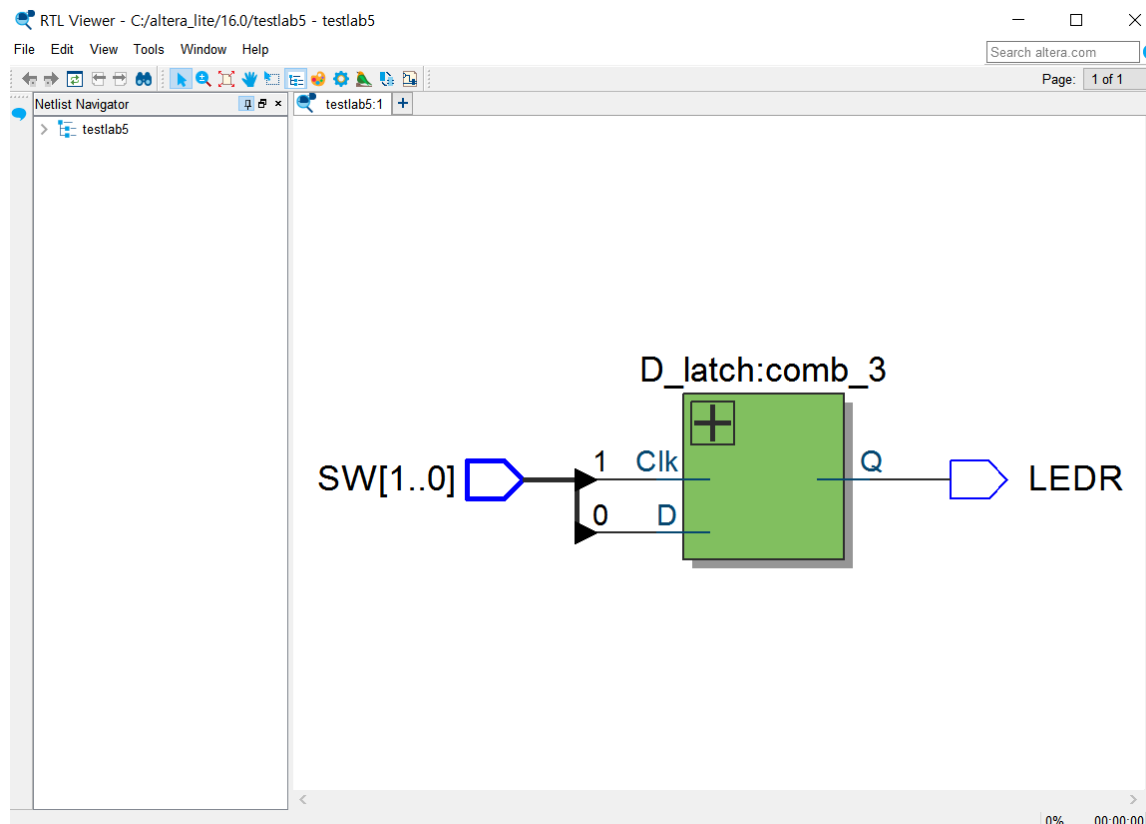 RTL Viewer - C:/altera_lite/16.0/testlab5 - testlab5
File Edit View Tools Window Help
Search altera.com
Page: 1 of 1
Netlist Navigator
testlab5:1
testlab5
D_latch:comb_3
SW[1..0]
1
Clk
Q
LEDR
0
D
0%
00:00:00